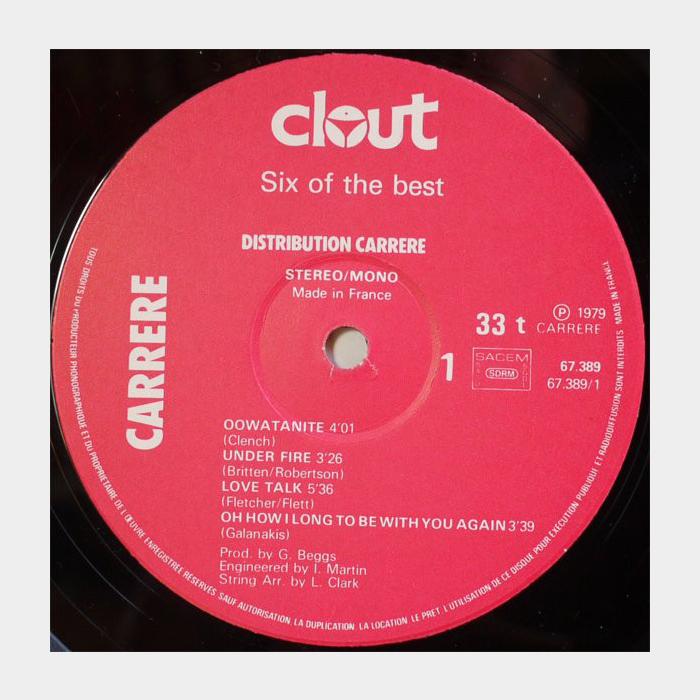 clout
Six of the best
DISTRIBUTION CARRERE
STEREO/MONO
Made in France
CARRERE
33 t
Ⓟ 1979
CARRERE
1
SACEM
SDRM
67.389
67.389/1
OOWATANITE 4'01
(Clench)
UNDER FIRE 3'26
(Britten/Robertson)
LOVE TALK 5'36
(Fletcher/Flett)
OH HOW I LONG TO BE WITH YOU AGAIN 3'39
(Galanakis)
Prod. by G. Beggs
Engineered by I. Martin
String Arr. by L. Clark
TOUS DROITS DU PRODUCTEUR PHONOGRAPHIQUE ET DU PROPRIETAIRE DE L'ŒUVRE ENREGISTREE RESERVES SAUF AUTORISATION, LA DUPLICATION, LA LOCATION, LE PRET, L'UTILISATION DE CE DISQUE POUR EXECUTION PUBLIQUE ET RADIODIFFUSION SONT INTERDITS MADE IN FRANCE